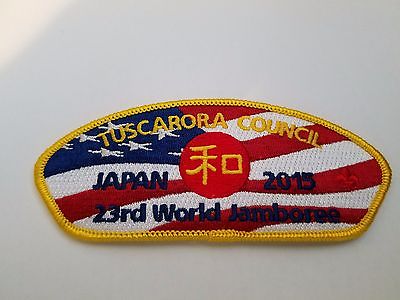 TUSCARORA COUNCIL
和
JAPAN 2015
23rd World Jamboree